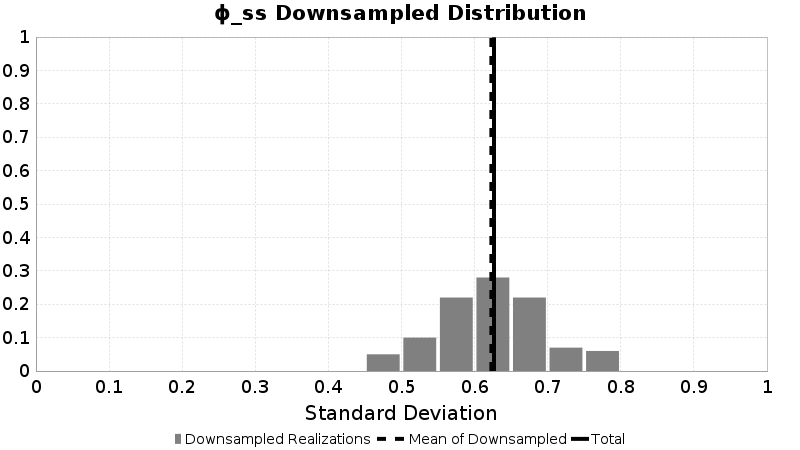 ϕ_ss Downsampled Distribution
1
0.9
0.8
0.7
0.6
0.5
0.4
0.3
0.2
0.1
0
0 0.1 0.2 0.3 0.4 0.5 0.6 0.7 0.8 0.9 1
Standard Deviation
Downsampled Realizations Mean of Downsampled Total